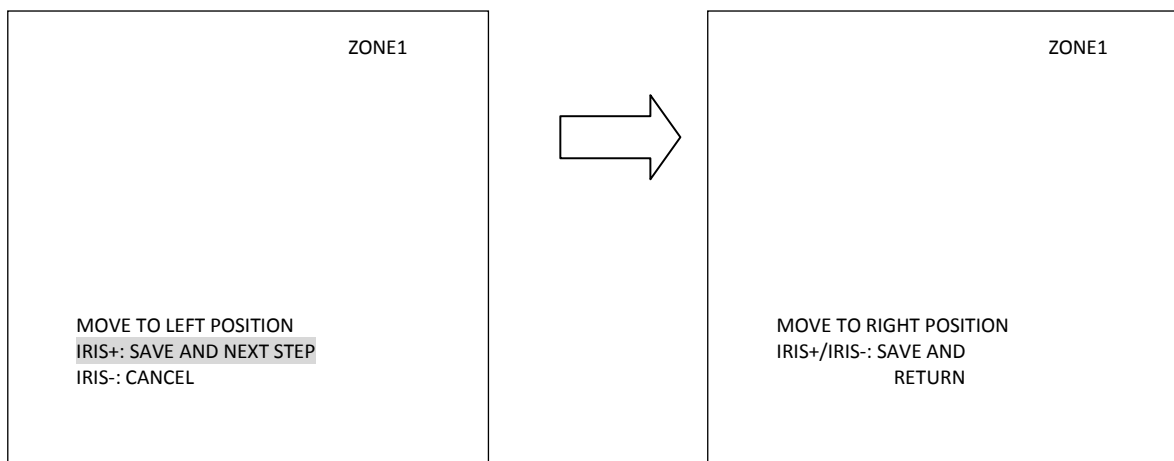 ZONE1
MOVE TO LEFT POSITION
IRIS+: SAVE AND NEXT STEP
IRIS-: CANCEL
ZONE1
MOVE TO RIGHT POSITION
IRIS+/IRIS-: SAVE AND
RETURN